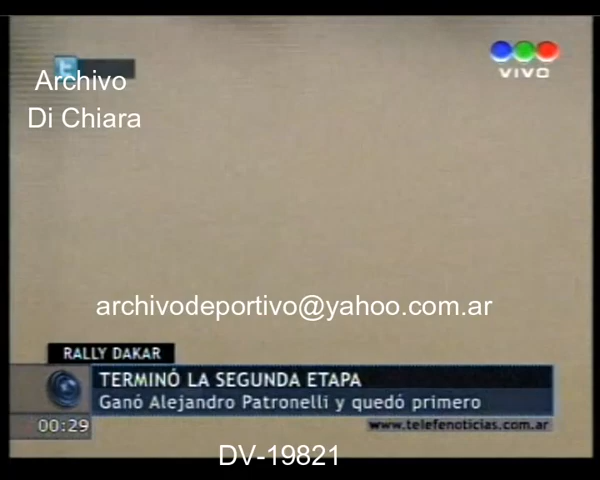 VIVO
Archivo
Di Chiara
archivodeportivo@yahoo.com.ar
RALLY DAKAR
TERMINÓ LA SEGUNDA ETAPA
Ganó Alejandro Patronelli y quedó primero
00:29
www.telefenoticias.com.ar
DV-19821